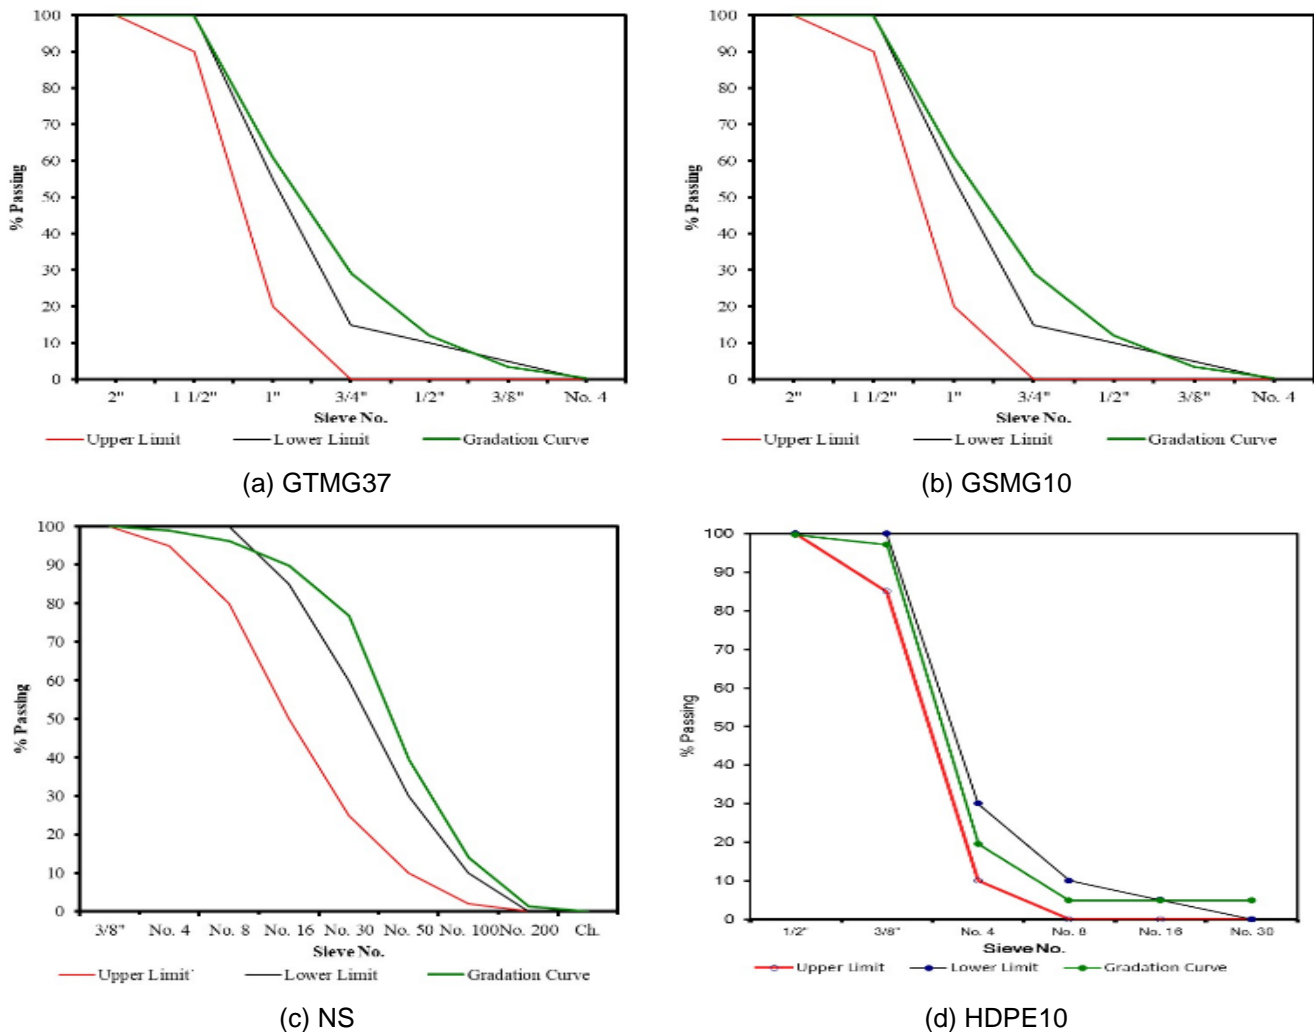 100
90
80
70
60
50
40
30
20
10
0
% Passing
2" 1 1/2" 1" 3/4" 1/2" 3/8" No. 4
Sieve No.
Upper Limit Lower Limit Gradation Curve
(a) GTMG37
100
90
80
70
60
50
40
30
20
10
0
% Passing
2" 1 1/2" 1" 3/4" 1/2" 3/8" No. 4
Sieve No.
Upper Limit Lower Limit Gradation Curve
(b) GSMG10
100
90
80
70
60
50
40
30
20
10
0
% Passing
3/8" No. 4 No. 8 No. 16 No. 30 No. 50 No. 100 No. 200 Ch.
Sieve No.
Upper Limit` Lower Limit Gradation Curve
(c) NS
100
90
80
70
60
50
40
30
20
10
0
% Passing
1/2" 3/8" No. 4 No. 8 No. 16 No. 30
Sieve No.
Upper Limit Lower Limit Gradation Curve
(d) HDPE10